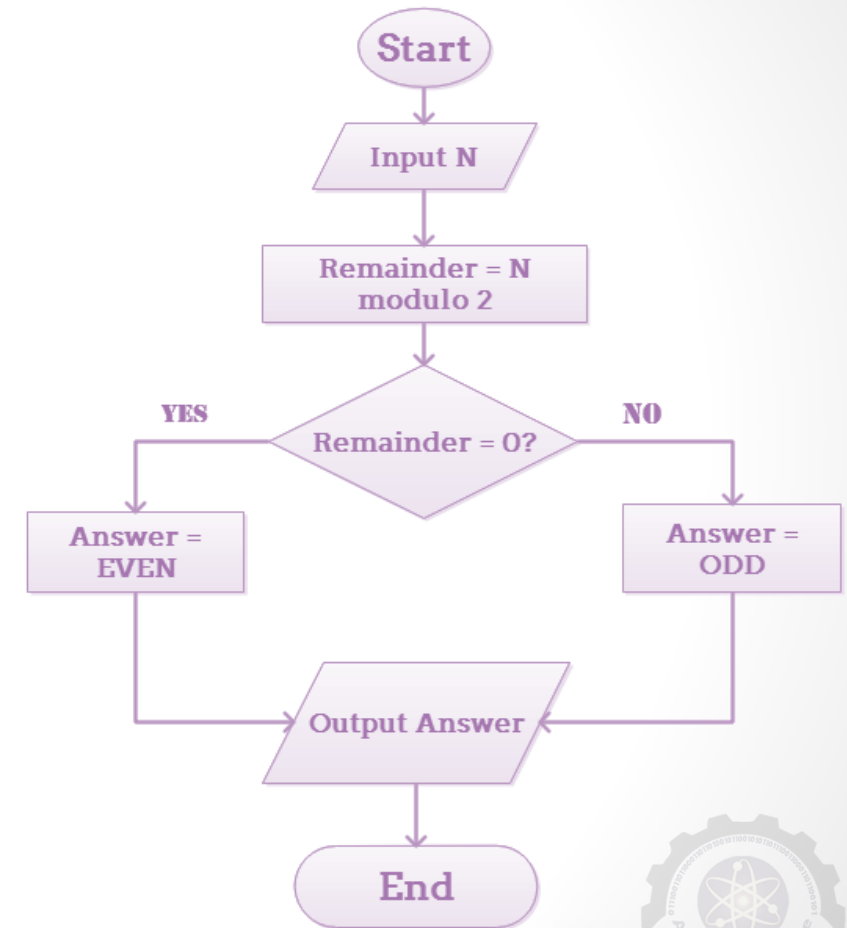 Start
Input N
Remainder = N
modulo 2
YES
NO
Remainder = 0?
Answer =
EVEN
Answer =
ODD
Output Answer
End